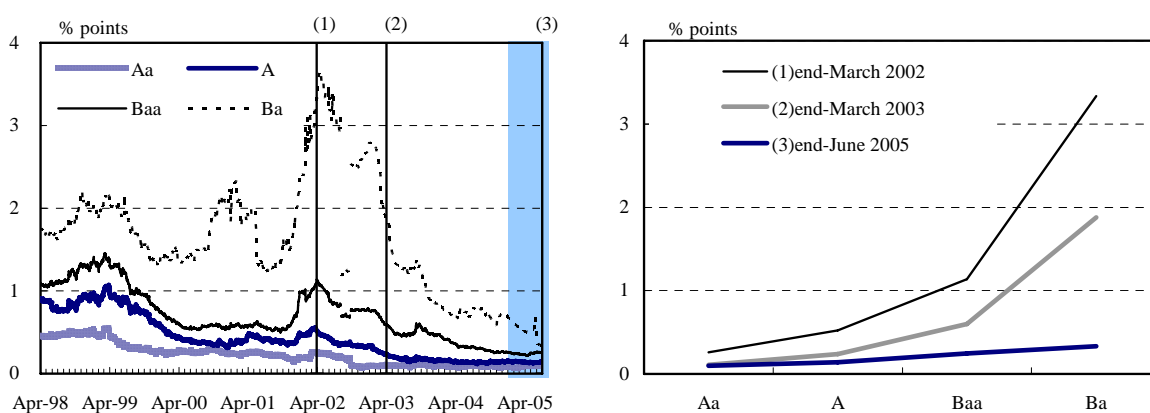 % points
(1) (2) (3)
4
3
2
1
0
Aa A
Baa Ba
Apr-98 Apr-99 Apr-00 Apr-01 Apr-02 Apr-03 Apr-04 Apr-05
% points
4
3
2
1
0
(1)end-March 2002
(2)end-March 2003
(3)end-June 2005
Aa A Baa Ba